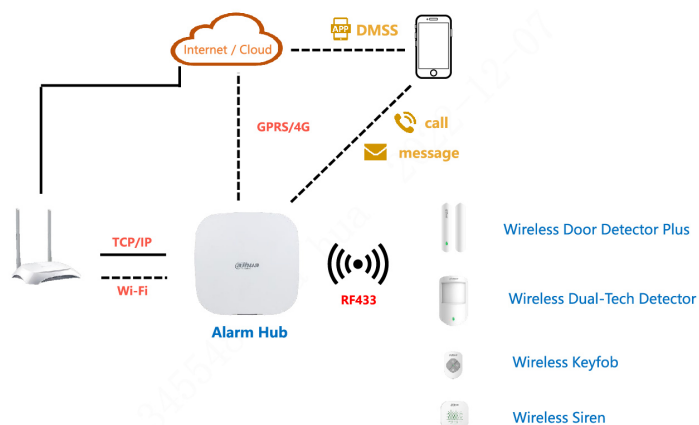 APP DMSS
Internet / Cloud
GPRS/4G
call
message
TCP/IP
Wi-Fi
alhua
RF433
Alarm Hub
Wireless Door Detector Plus
Wireless Dual-Tech Detector
Wireless Keyfob
Wireless Siren